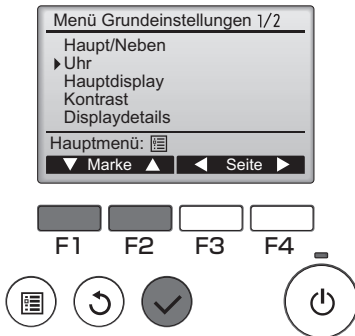 Menü Grundeinstellungen 1/2
Haupt/Neben
Uhr
Hauptdisplay
Kontrast
Displaydetails
Hauptmenü:
▼ Marke ▲ ◀ Seite ▶
F1 F2 F3 F4